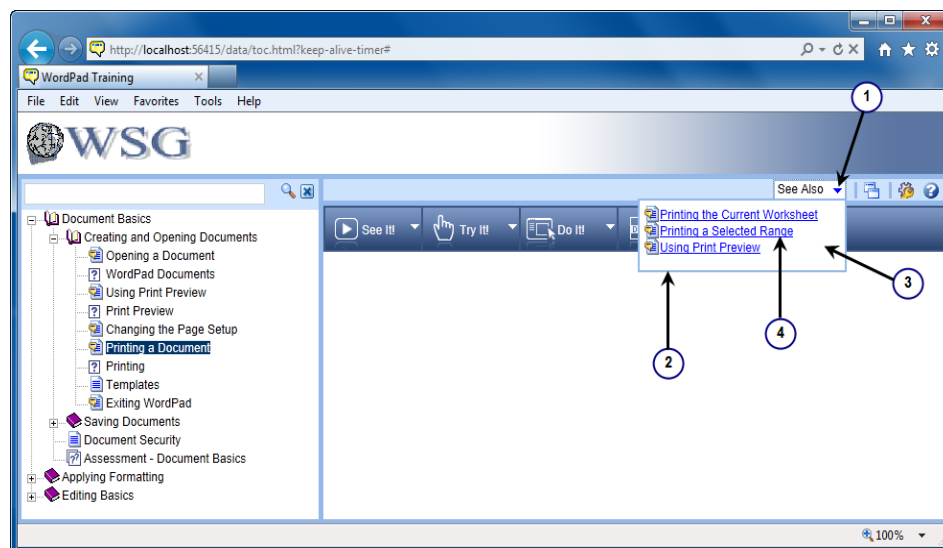 http://localhost:56415/data/toc.html?keep-alive-timer#
WordPad Training
File Edit View Favorites Tools Help
1
WSG
See Also
Document Basics
Creating and Opening Documents
Opening a Document
WordPad Documents
Using Print Preview
Print Preview
Changing the Page Setup
Printing a Document
Printing
Templates
Exiting WordPad
Saving Documents
Document Security
Assessment - Document Basics
Applying Formatting
Editing Basics
See It! Try It! Do It!
Printing the Current Worksheet
Printing a Selected Range
Using Print Preview
3
4
2
100%